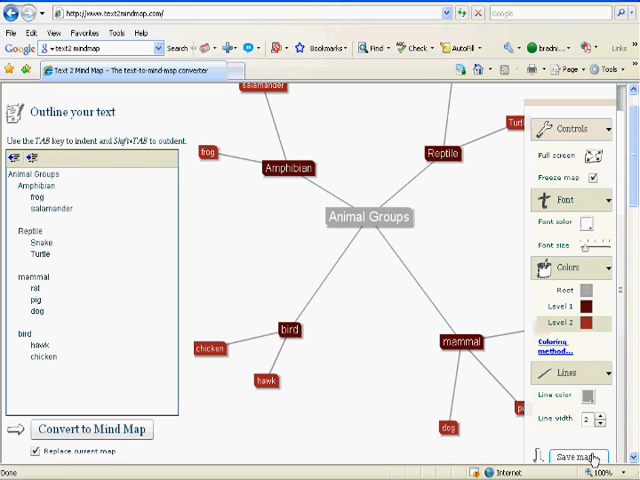 http://www.text2mindmap.com/
Google
File Edit View Favorites Tools Help
Google
text2 mindmap
Search
Bookmarks
Find
Check
AutoFill
bradni...
Links
Text 2 Mind Map – The text-to-mind-map converter
Page
Tools
Outline your text
Use the TAB key to indent and Shift+TAB to outdent.
Animal Groups
Amphibian
frog
salamander
Reptile
Snake
Turtle
mammal
rat
pig
dog
bird
hawk
chicken
Convert to Mind Map
Replace current map
salamander
frog
Amphibian
Reptile
Turtl
Animal Groups
bird
chicken
hawk
mammal
dog
pi
Controls
Full screen
Freeze map
Font
Font color
Font size
Colors
Root
Level 1
Level 2
Coloring
method...
Lines
Line color
Line width
2
Save map
Done
Internet
100%